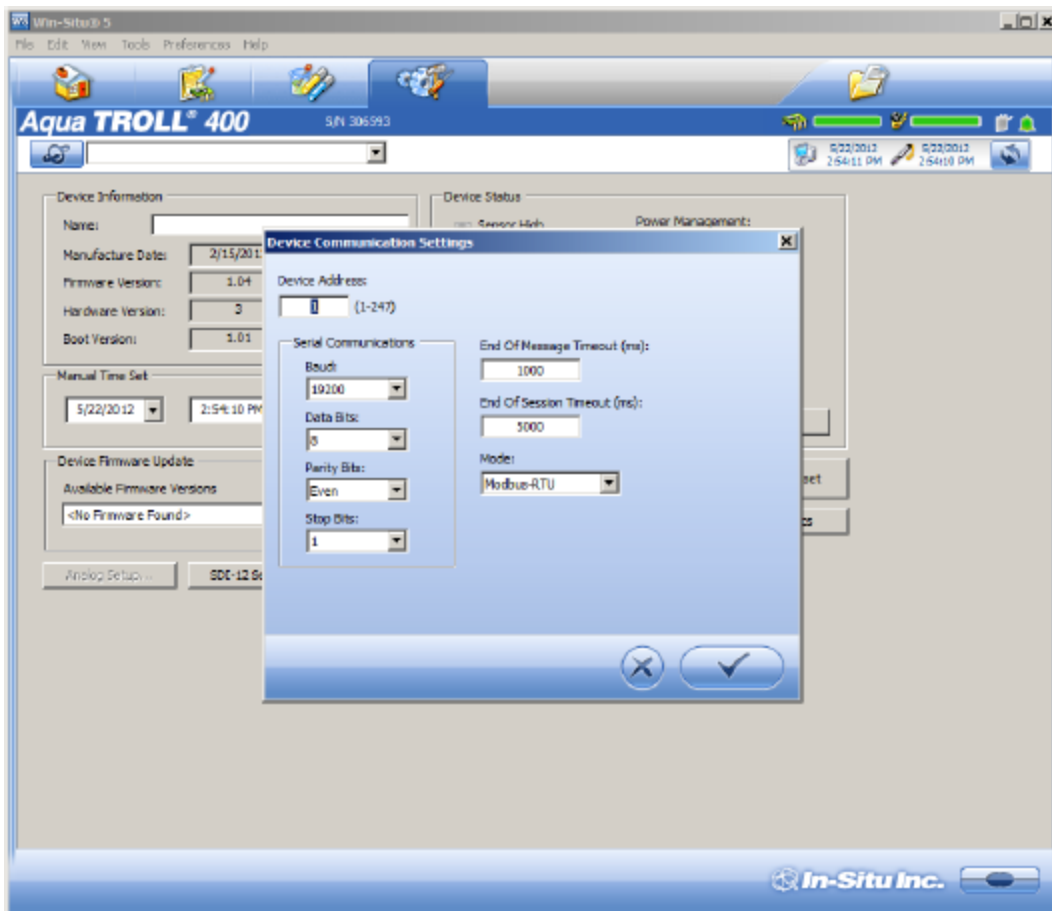 Win-Situ® 5
File Edit View Tools Preferences Help
Aqua TROLL® 400 S/N 306593
5/22/2012 2:54:11 PM 5/22/2012 2:54:10 PM
Device Information
Name:
Manufacture Date: 2/15/201
Firmware Version: 1.04
Hardware Version: 3
Boot Version: 1.01
Device Status
Sensor High
Power Management:
Manual Time Set
5/22/2012 2:54:10 PM
Device Firmware Update
Available Firmware Versions
<No Firmware Found>
Analog Setup... SDI-12 Se
set
es
Device Communication Settings
Device Address:
1 (1-247)
Serial Communications
Baud:
19200
Data Bits:
8
Parity Bits:
Even
Stop Bits:
1
End Of Message Timeout (ms):
1000
End Of Session Timeout (ms):
5000
Mode:
Modbus-RTU
In-Situ Inc.